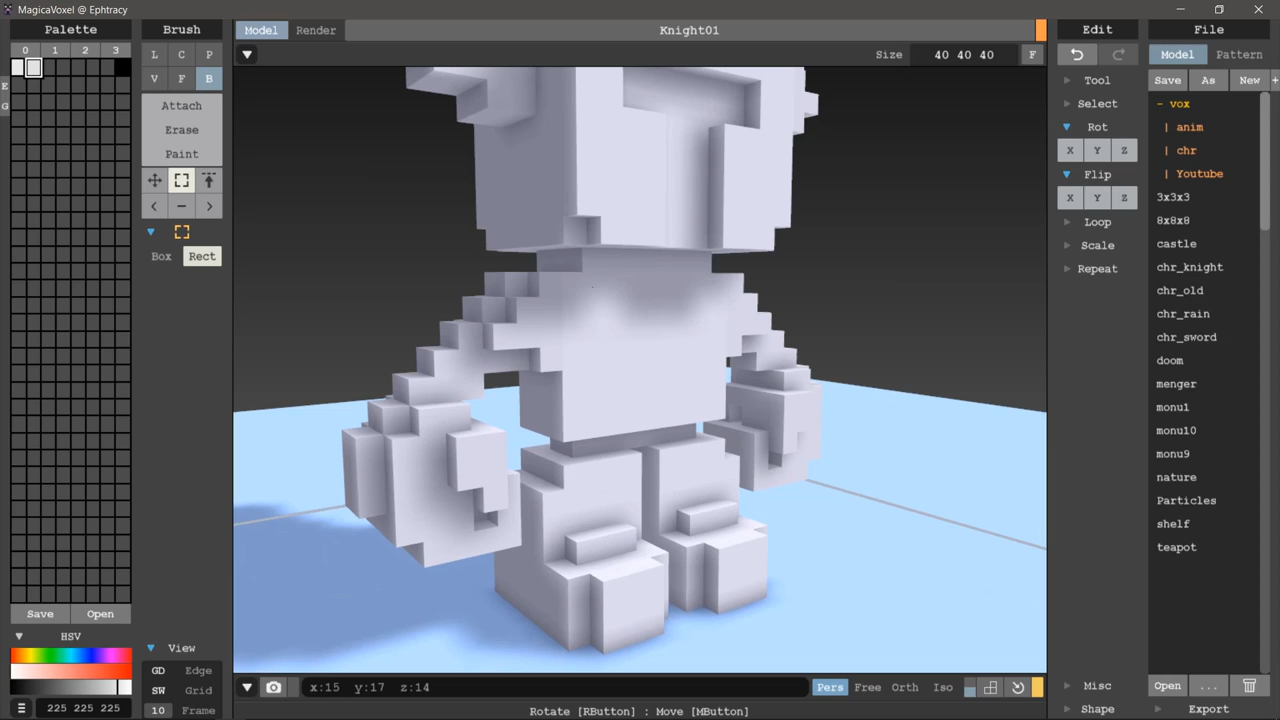 MagicaVoxel @ Ephtracy
Palette
0 1 2 3
E
G
Save Open
HSV
225 225 225
Brush
L C P
V F B
Attach
Erase
Paint
Box Rect
View
GD Edge
SW Grid
10 Frame
Model Render Knight01
Size 40 40 40 F
x:15 y:17 z:14
Pers Free Orth Iso
Rotate [RButton] : Move [MButton]
Edit
Tool
Select
Rot
X Y Z
Flip
X Y Z
Loop
Scale
Repeat
Misc
Shape
File
Model Pattern
Save As New +
- vox
| anim
| chr
| Youtube
3x3x3
8x8x8
castle
chr_knight
chr_old
chr_rain
chr_sword
doom
menger
monu1
monu10
monu9
nature
Particles
shelf
teapot
Open ...
Export